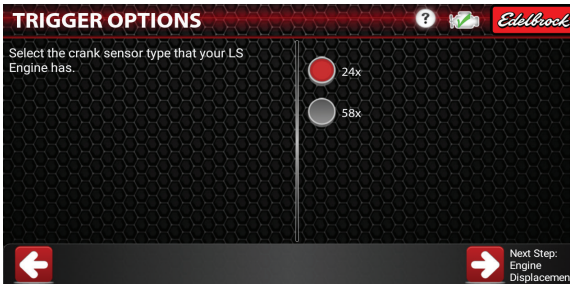 TRIGGER OPTIONS
?
Edelbrock
Select the crank sensor type that your LS
Engine has.
24x
58x
Next Step:
Engine
Displacemen